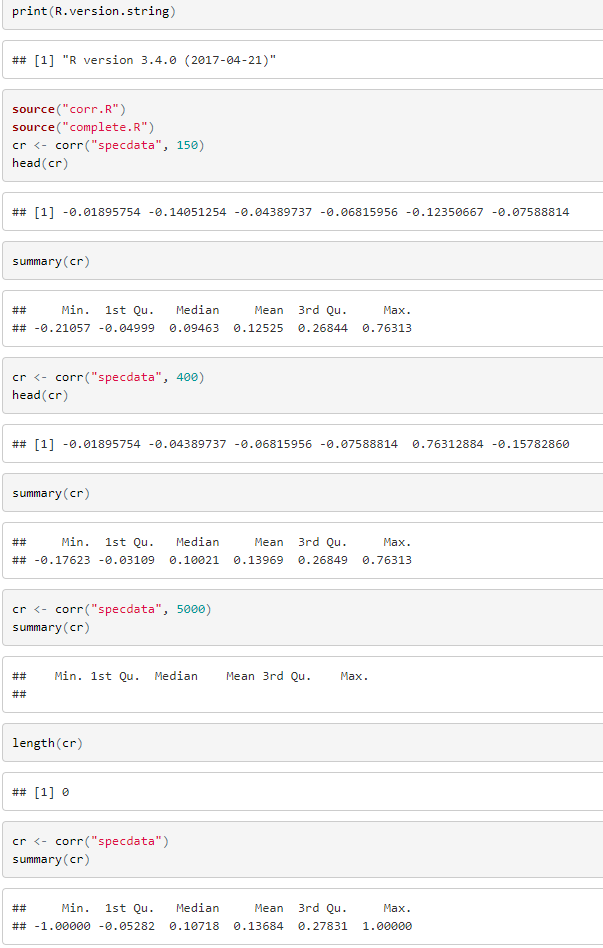 print(R.version.string)
## [1] "R version 3.4.0 (2017-04-21)"
source("corr.R")
source("complete.R")
cr <- corr("specdata", 150)
head(cr)
## [1] -0.01895754 -0.14051254 -0.04389737 -0.06815956 -0.12350667 -0.07588814
summary(cr)
##     Min.  1st Qu.   Median     Mean  3rd Qu.     Max.
## -0.21057 -0.04999  0.09463  0.12525  0.26844  0.76313
cr <- corr("specdata", 400)
head(cr)
## [1] -0.01895754 -0.04389737 -0.06815956 -0.07588814  0.76312884 -0.15782860
summary(cr)
##     Min.  1st Qu.   Median     Mean  3rd Qu.     Max.
## -0.17623 -0.03109  0.10021  0.13969  0.26849  0.76313
cr <- corr("specdata", 5000)
summary(cr)
##    Min. 1st Qu.  Median    Mean 3rd Qu.    Max.
##
length(cr)
## [1] 0
cr <- corr("specdata")
summary(cr)
##     Min.  1st Qu.   Median     Mean  3rd Qu.     Max.
## -1.00000 -0.05282  0.10718  0.13684  0.27831  1.00000